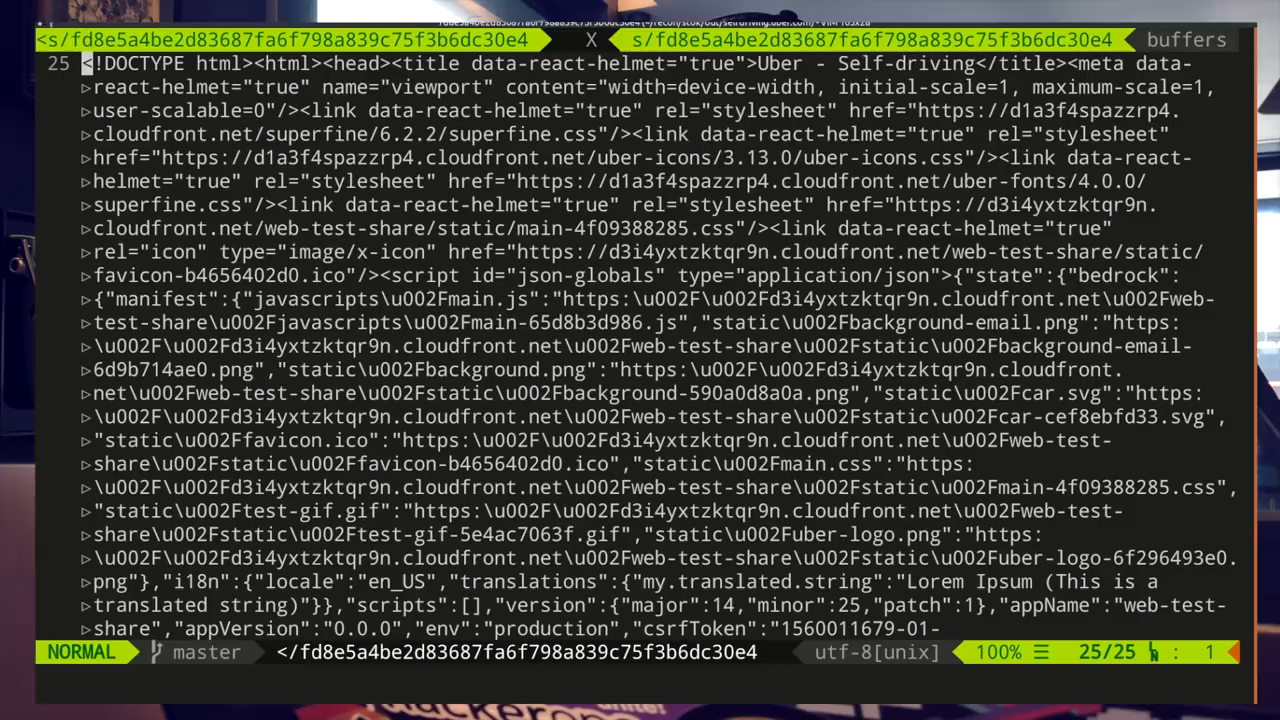 <s/fd8e5a4be2d83687fa6f798a839c75f3b6dc30e4 X s/fd8e5a4be2d83687fa6f798a839c75f3b6dc30e4 buffers
25 <!DOCTYPE html><html><head><title data-react-helmet="true">Uber - Self-driving</title><meta data-
▹react-helmet="true" name="viewport" content="width=device-width, initial-scale=1, maximum-scale=1,
▹user-scalable=0"/><link data-react-helmet="true" rel="stylesheet" href="https://d1a3f4spazzrp4.
▹cloudfront.net/superfine/6.2.2/superfine.css"/><link data-react-helmet="true" rel="stylesheet"
▹href="https://d1a3f4spazzrp4.cloudfront.net/uber-icons/3.13.0/uber-icons.css"/><link data-react-
▹helmet="true" rel="stylesheet" href="https://d1a3f4spazzrp4.cloudfront.net/uber-fonts/4.0.0/
▹superfine.css"/><link data-react-helmet="true" rel="stylesheet" href="https://d3i4yxtzktqr9n.
▹cloudfront.net/web-test-share/static/main-4f09388285.css"/><link data-react-helmet="true"
▹rel="icon" type="image/x-icon" href="https://d3i4yxtzktqr9n.cloudfront.net/web-test-share/static/
▹favicon-b4656402d0.ico"/><script id="json-globals" type="application/json">{"state":{"bedrock":
▹{"manifest":{"javascripts\u002Fmain.js":"https:\u002F\u002Fd3i4yxtzktqr9n.cloudfront.net\u002Fweb-
▹test-share\u002Fjavascripts\u002Fmain-65d8b3d986.js","static\u002Fbackground-email.png":"https:
▹\u002F\u002Fd3i4yxtzktqr9n.cloudfront.net\u002Fweb-test-share\u002Fstatic\u002Fbackground-email-
▹6d9b714ae0.png","static\u002Fbackground.png":"https:\u002F\u002Fd3i4yxtzktqr9n.cloudfront.
▹net\u002Fweb-test-share\u002Fstatic\u002Fbackground-590a0d8a0a.png","static\u002Fcar.svg":"https:
▹\u002F\u002Fd3i4yxtzktqr9n.cloudfront.net\u002Fweb-test-share\u002Fstatic\u002Fcar-cef8ebfd33.svg",
▹"static\u002Ffavicon.ico":"https:\u002F\u002Fd3i4yxtzktqr9n.cloudfront.net\u002Fweb-test-
▹share\u002Fstatic\u002Ffavicon-b4656402d0.ico","static\u002Fmain.css":"https:
▹\u002F\u002Fd3i4yxtzktqr9n.cloudfront.net\u002Fweb-test-share\u002Fstatic\u002Fmain-4f09388285.css",
▹"static\u002Ftest-gif.gif":"https:\u002F\u002Fd3i4yxtzktqr9n.cloudfront.net\u002Fweb-test-
▹share\u002Fstatic\u002Ftest-gif-5e4ac7063f.gif","static\u002Fuber-logo.png":"https:
▹\u002F\u002Fd3i4yxtzktqr9n.cloudfront.net\u002Fweb-test-share\u002Fstatic\u002Fuber-logo-6f296493e0.
▹png"},"i18n":{"locale":"en_US","translations":{"my.translated.string":"Lorem Ipsum (This is a
▹translated string)"}},"scripts":[],"version":{"major":14,"minor":25,"patch":1},"appName":"web-test-
▹share","appVersion":"0.0.0","env":"production","csrfToken":"1560011679-01-
NORMAL master </fd8e5a4be2d83687fa6f798a839c75f3b6dc30e4 utf-8[unix] 100% ☰ 25/25 : 1